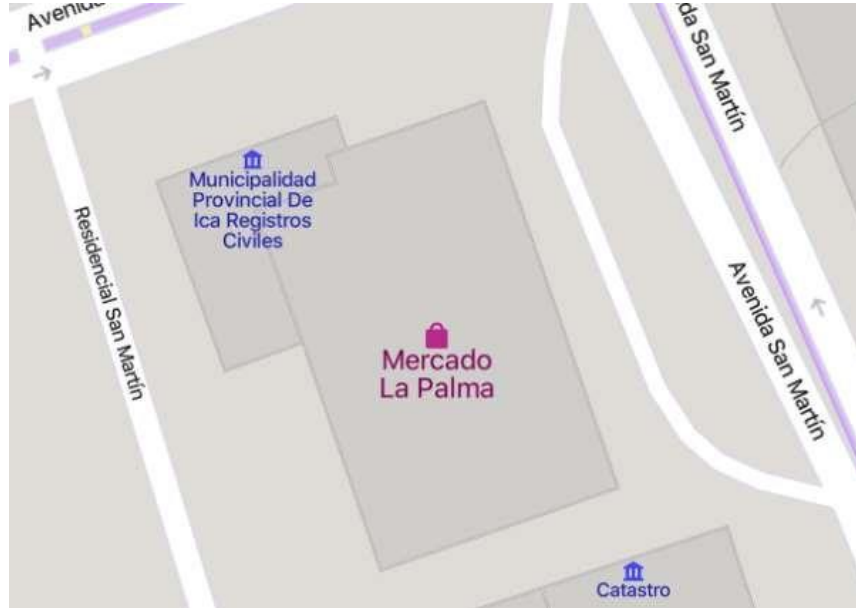 Avenida
da San Martín
Municipalidad
Provincial De
Ica Registros
Civiles
Residencial San Martín
Avenida San Martín
Mercado
La Palma
Catastro